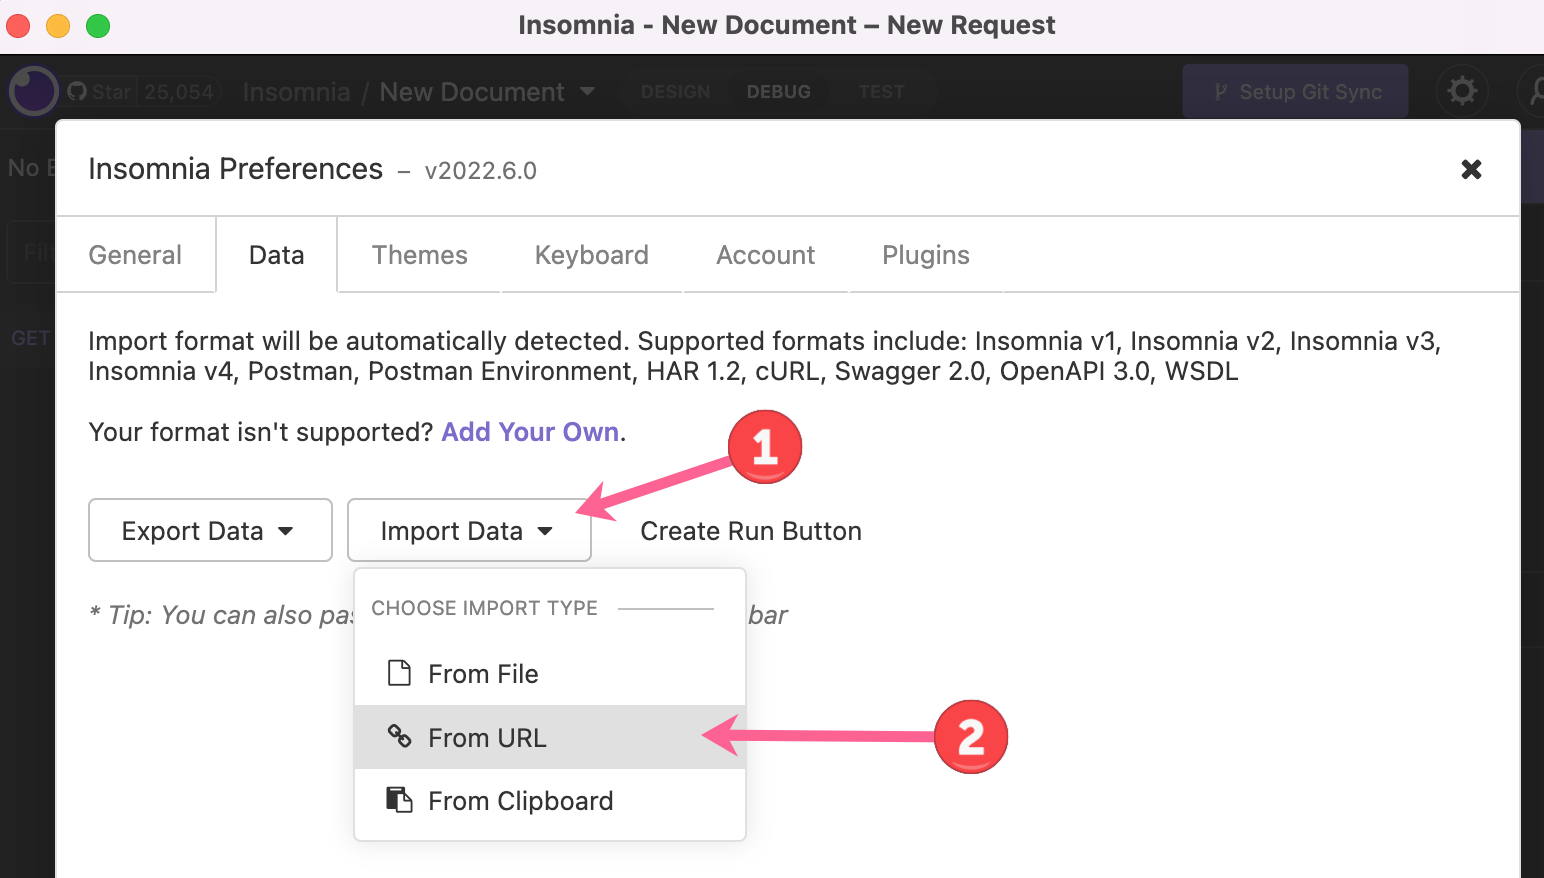 Insomnia - New Document – New Request
Star 25,054 Insomnia / New Document DESIGN DEBUG TEST Setup Git Sync
No
Insomnia Preferences – v2022.6.0
General Data Themes Keyboard Account Plugins
GET
Import format will be automatically detected. Supported formats include: Insomnia v1, Insomnia v2, Insomnia v3,
Insomnia v4, Postman, Postman Environment, HAR 1.2, cURL, Swagger 2.0, OpenAPI 3.0, WSDL
Your format isn't supported? Add Your Own.
1
Export Data Import Data Create Run Button
CHOOSE IMPORT TYPE
* Tip: You can also bar
From File
From URL
2
From Clipboard